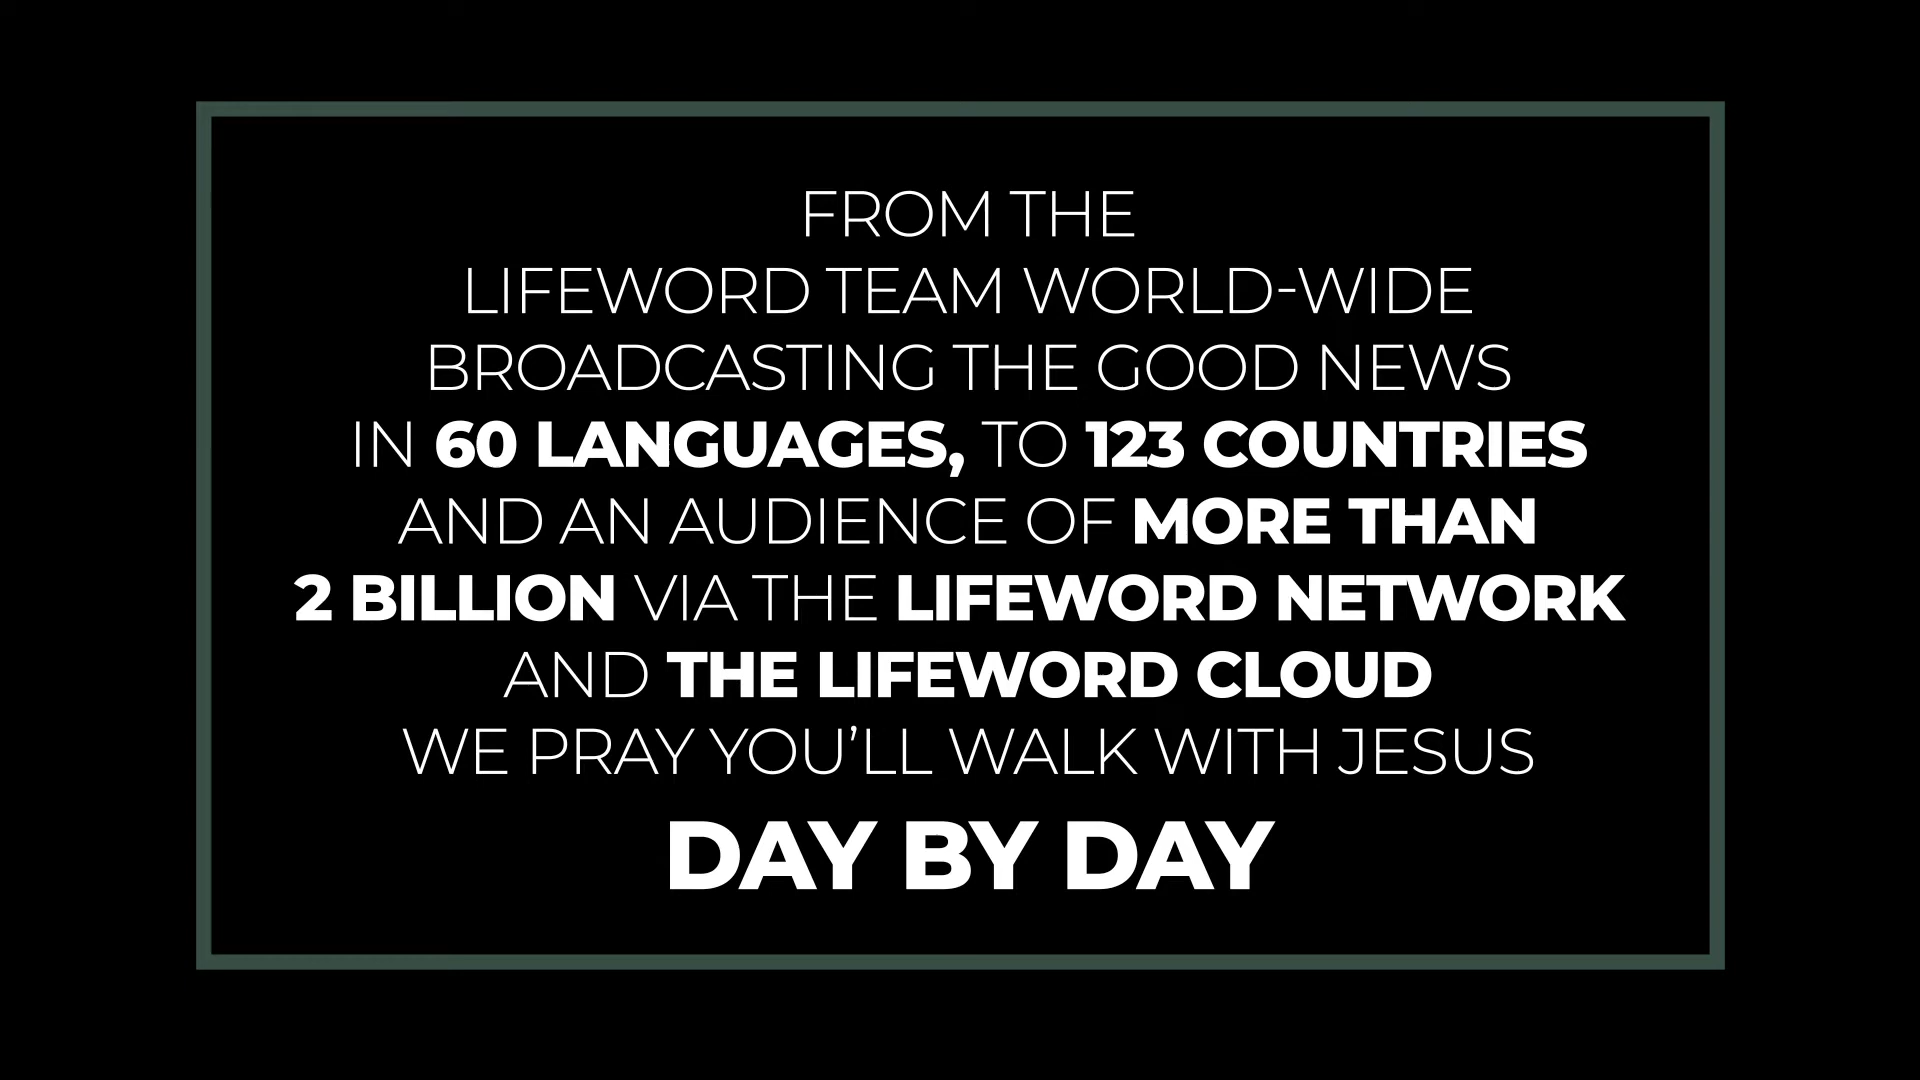 FROM THE
LIFEWORD TEAM WORLD-WIDE
BROADCASTING THE GOOD NEWS
IN 60 LANGUAGES, TO 123 COUNTRIES
AND AN AUDIENCE OF MORE THAN
2 BILLION VIA THE LIFEWORD NETWORK
AND THE LIFEWORD CLOUD
WE PRAY YOU’LL WALK WITH JESUS
DAY BY DAY